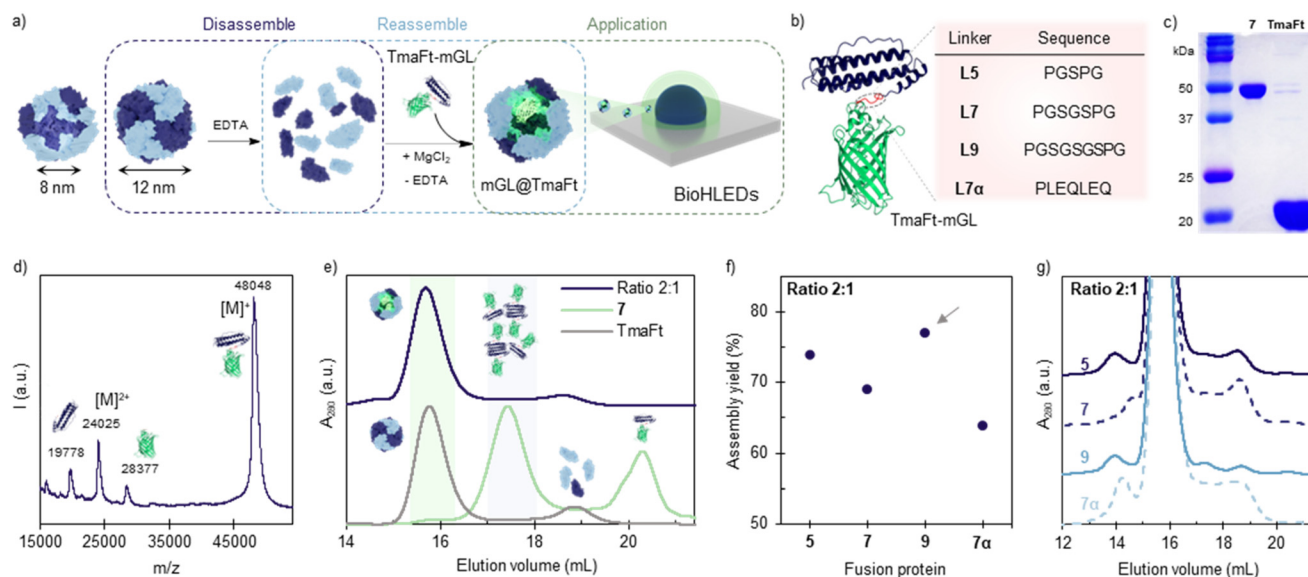 a)
Disassemble
Reassemble
Application
TmaFt-mGL
EDTA
+ MgCl2
- EDTA
8 nm
12 nm
mGL@TmaFt
BioHLEDs
b)
Linker Sequence
L5 PGSPG
L7 PGSGSPG
L9 PGSGSGSPG
L7α PLEQLEQ
TmaFt-mGL
c)
7 TmaFt
kDa
50
37
25
20
d)
48048
[M]+
[M]2+
24025
19778
28377
I (a.u.)
15000 25000 35000 45000
m/z
e)
Ratio 2:1
7
TmaFt
A280 (a.u.)
14 16 18 20
Elution volume (mL)
f)
Ratio 2:1
Assembly yield (%)
80
70
60
50
5 7 9 7α
Fusion protein
g)
Ratio 2:1
A280 (a.u.)
5
7
9
7α
12 14 16 18 20
Elution volume (mL)